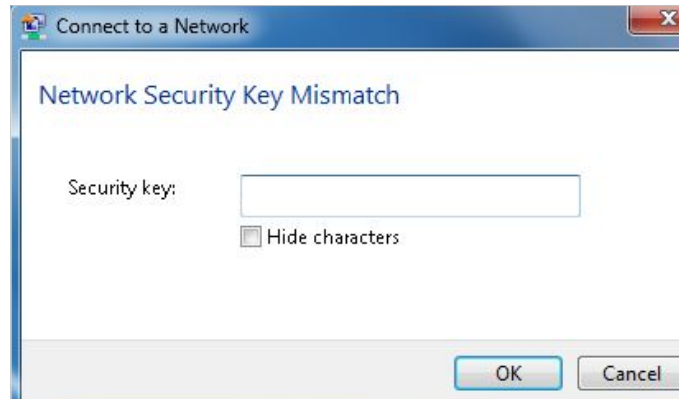 Connect to a Network
Network Security Key Mismatch
Security key:
Hide characters
OK Cancel